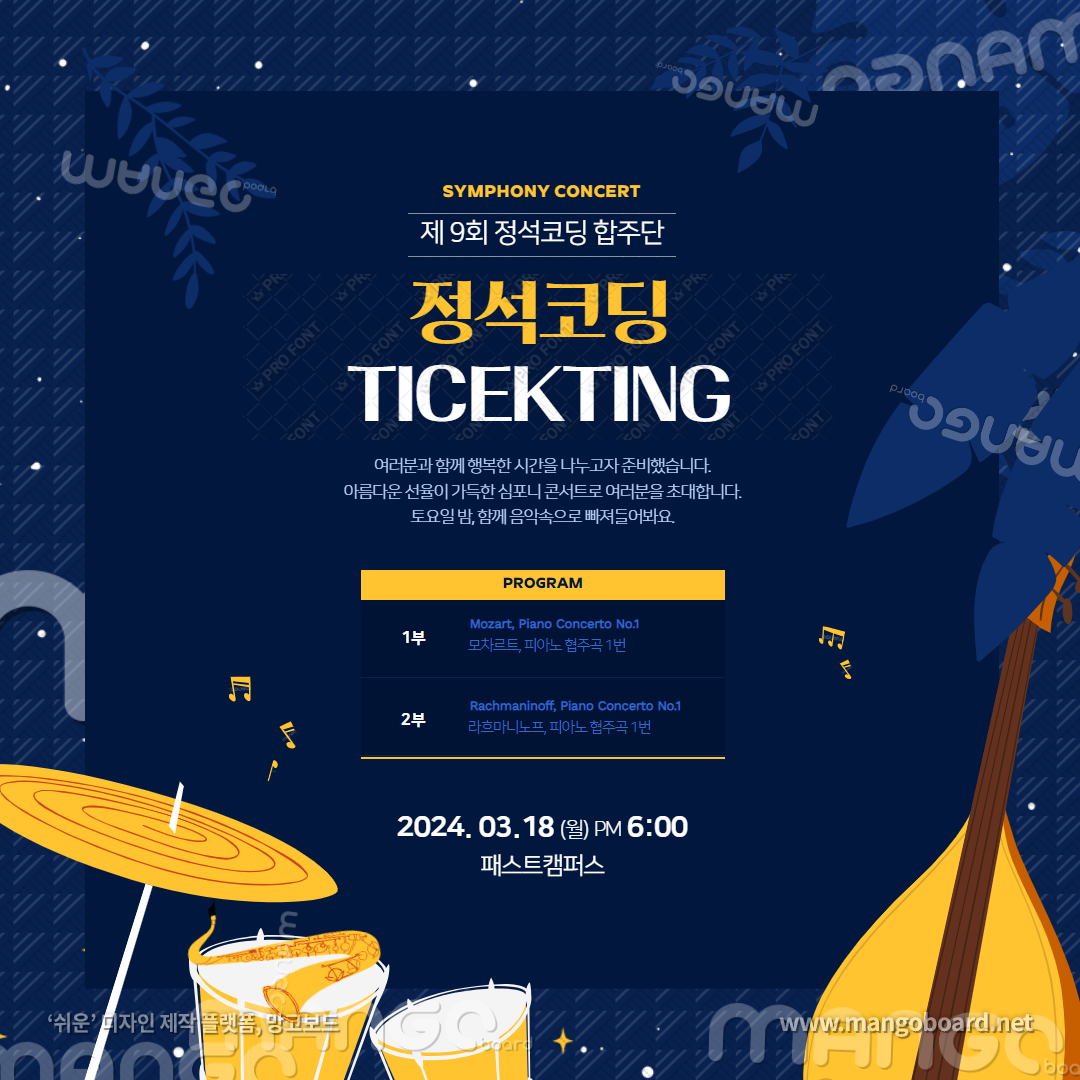 SYMPHONY CONCERT
제 9회 정석코딩 합주단
정석코딩
TICEKTING
여러분과 함께 행복한 시간을 나누고자 준비했습니다.
아름다운 선율이 가득한 심포니 콘서트로 여러분을 초대합니다.
토요일 밤, 함께 음악속으로 빠져들어봐요.
PROGRAM
1부
Mozart, Piano Concerto No.1
모차르트, 피아노 협주곡 1번
2부
Rachmaninoff, Piano Concerto No.1
라흐마니노프, 피아노 협주곡 1번
2024. 03.18 (월) PM 6:00
패스트캠퍼스
‘쉬운’ 디자인 제작 플랫폼, 망고보드
www.mangoboard.net
mango board
PRO FONT